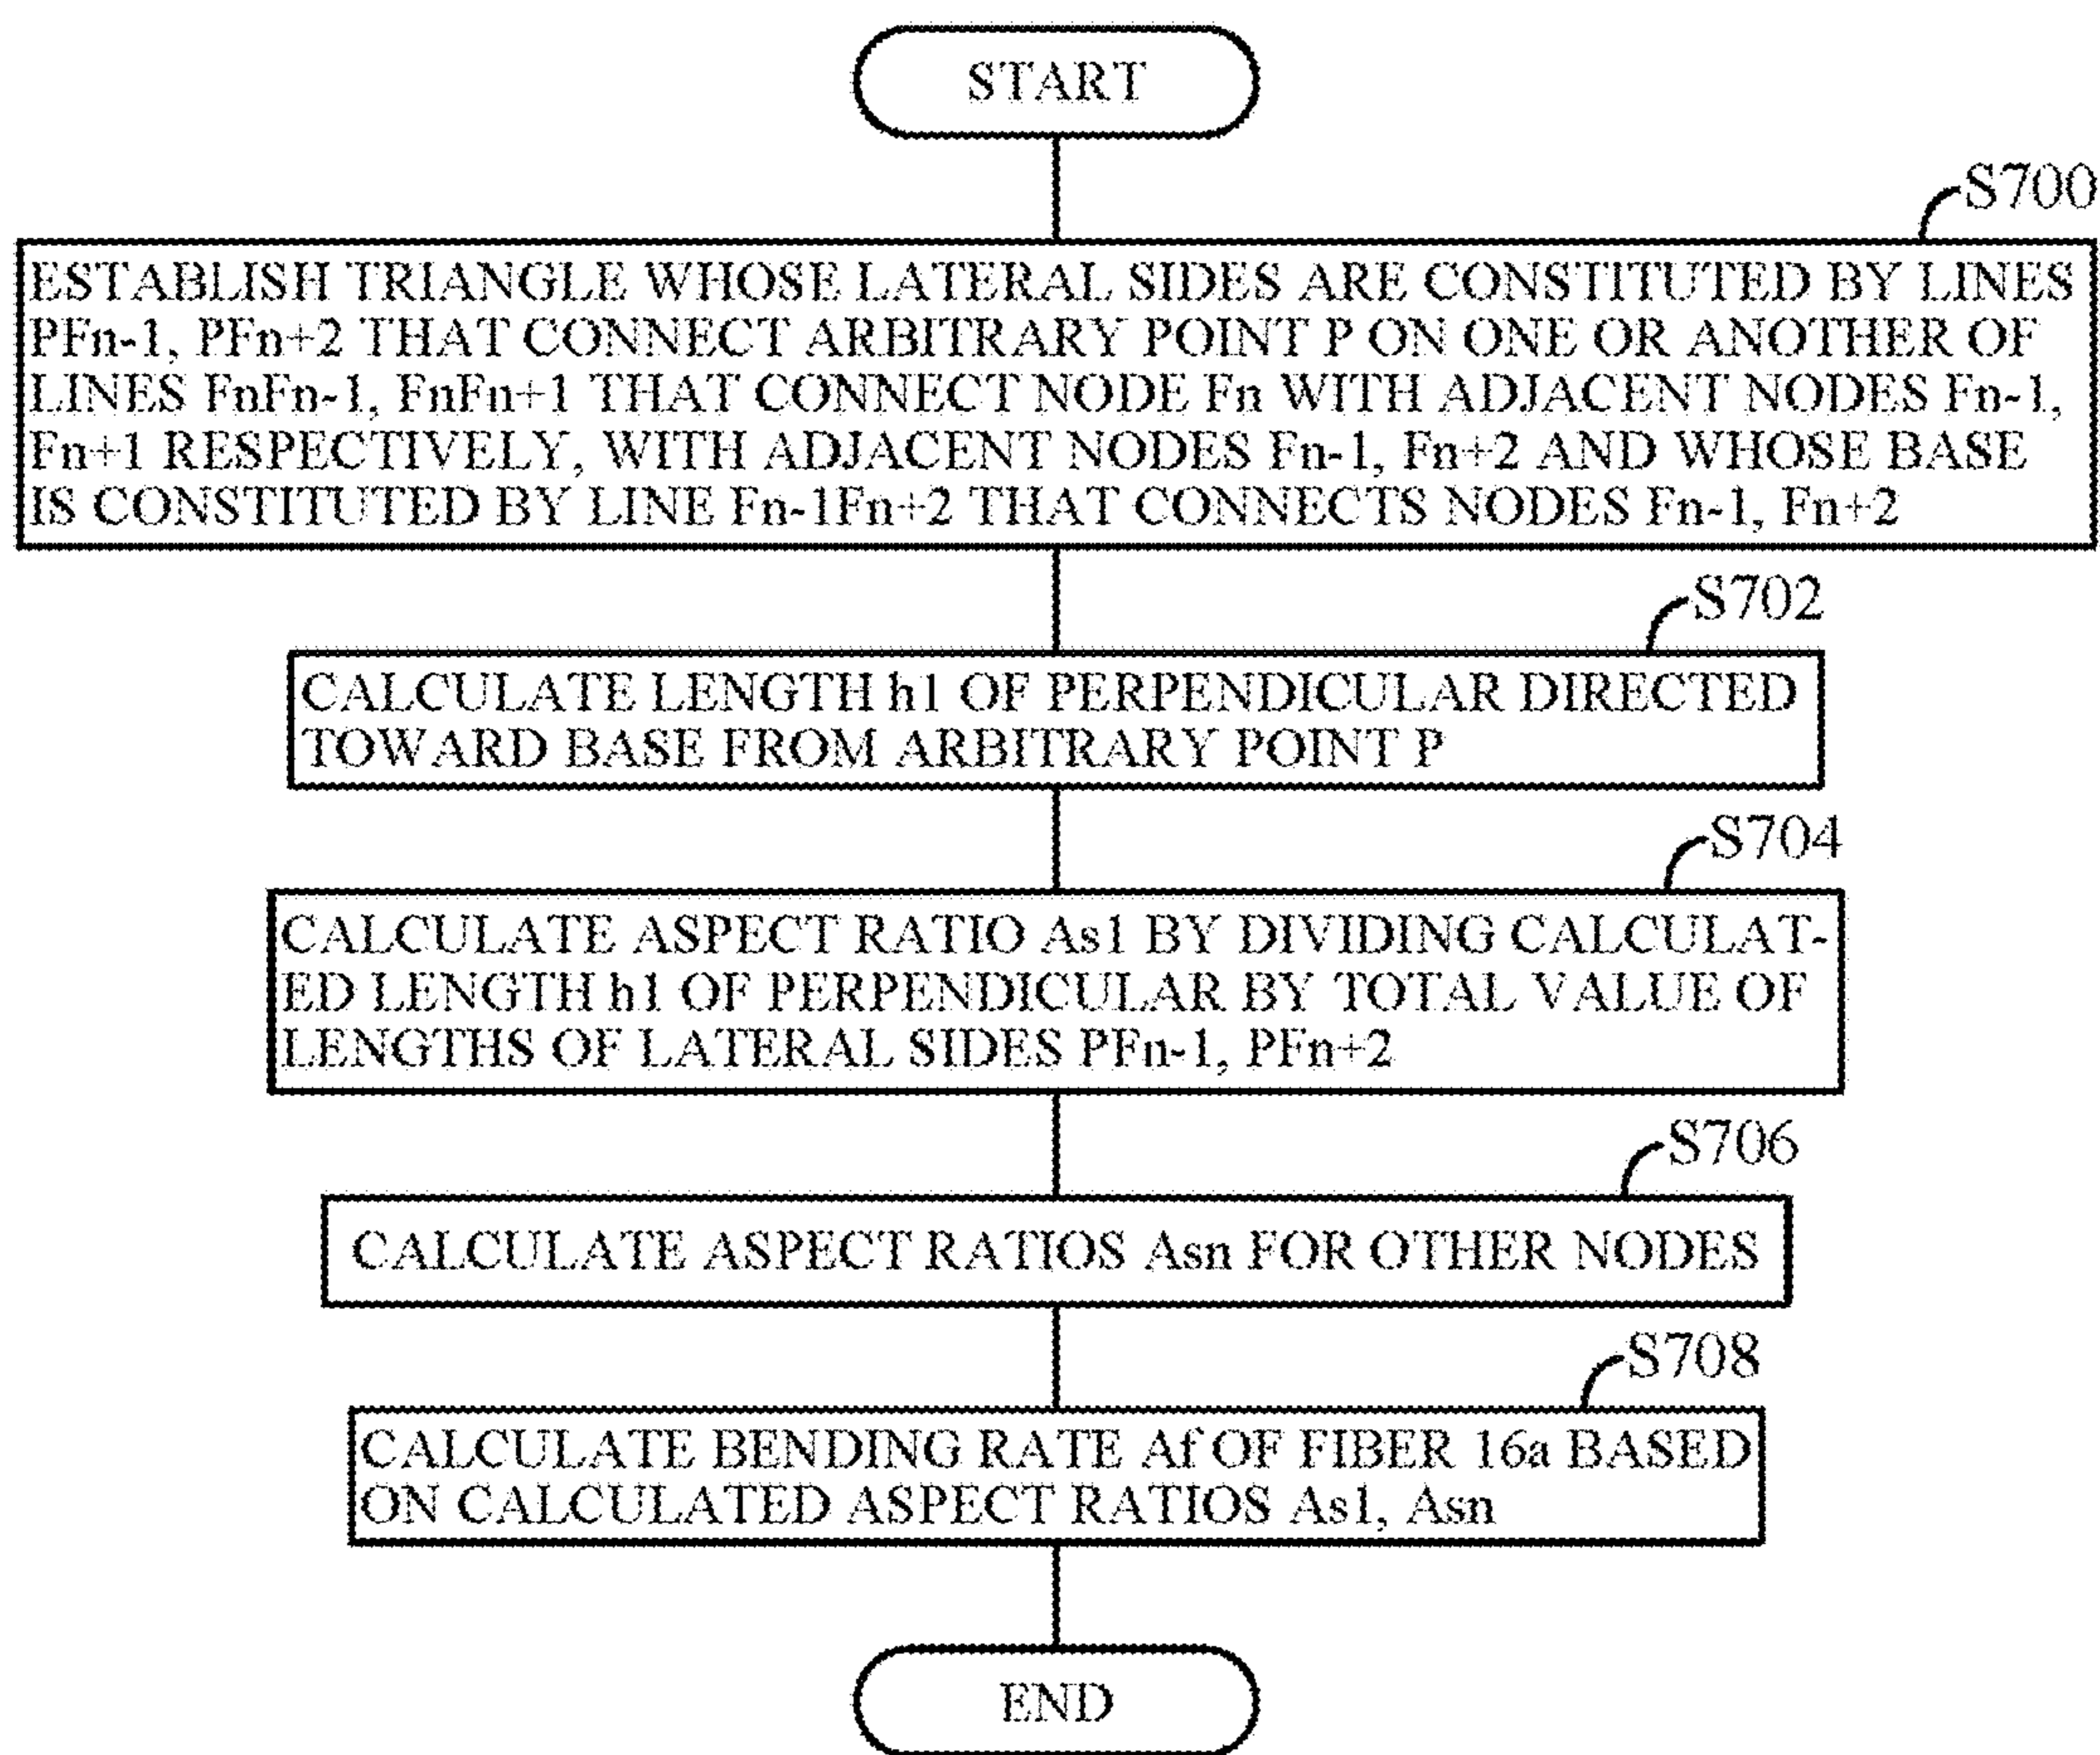 START
S700
ESTABLISH TRIANGLE WHOSE LATERAL SIDES ARE CONSTITUTED BY LINES
PFn-1, PFn+2 THAT CONNECT ARBITRARY POINT P ON ONE OR ANOTHER OF
LINES FnFn-1, FnFn+1 THAT CONNECT NODE Fn WITH ADJACENT NODES Fn-1,
Fn+1 RESPECTIVELY, WITH ADJACENT NODES Fn-1, Fn+2 AND WHOSE BASE
IS CONSTITUTED BY LINE Fn-1Fn+2 THAT CONNECTS NODES Fn-1, Fn+2
S702
CALCULATE LENGTH h1 OF PERPENDICULAR DIRECTED
TOWARD BASE FROM ARBITRARY POINT P
S704
CALCULATE ASPECT RATIO As1 BY DIVIDING CALCULAT-
ED LENGTH h1 OF PERPENDICULAR BY TOTAL VALUE OF
LENGTHS OF LATERAL SIDES PFn-1, PFn+2
S706
CALCULATE ASPECT RATIOS Asn FOR OTHER NODES
S708
CALCULATE BENDING RATE Af OF FIBER 16a BASED
ON CALCULATED ASPECT RATIOS As1, Asn
END